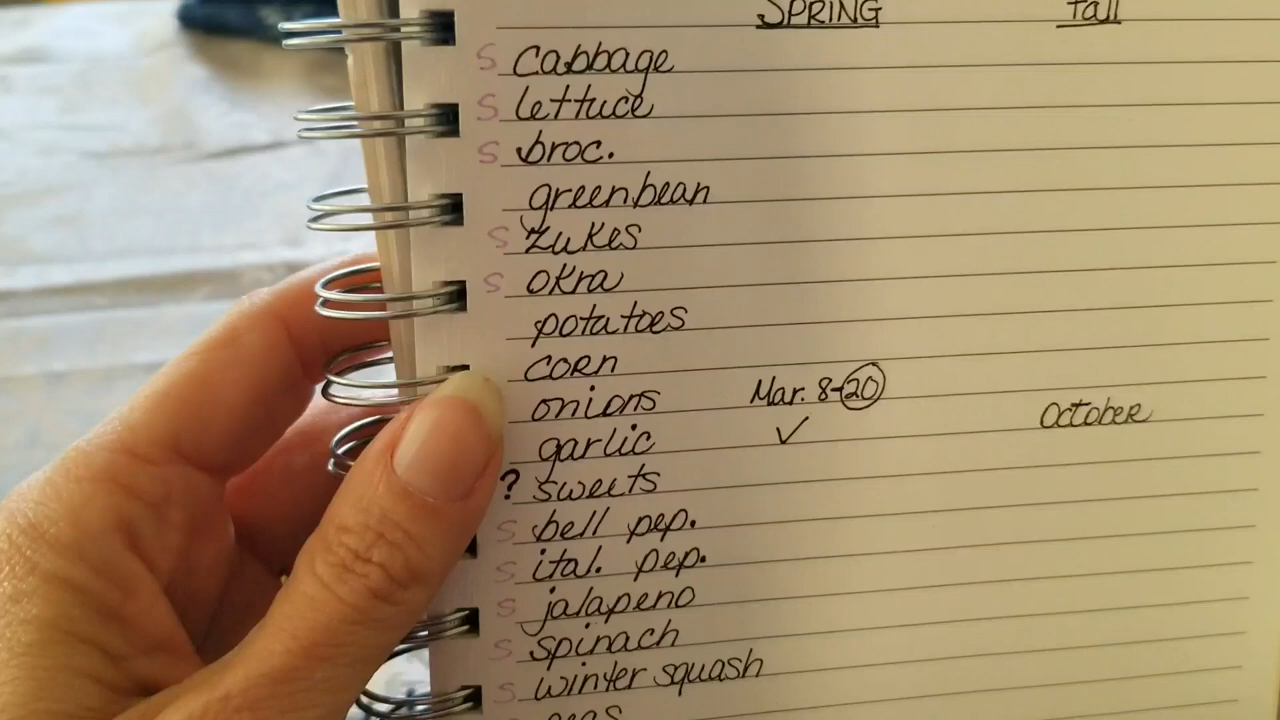 SPRING fall
S cabbage
S lettuce
S broc.
greenbean
S zukes
S okra
potatoes
corn
onions Mar. 8-20
garlic ✓ October
? sweets
S bell pep.
S ital. pep.
S jalapeno
S spinach
S winter squash
S